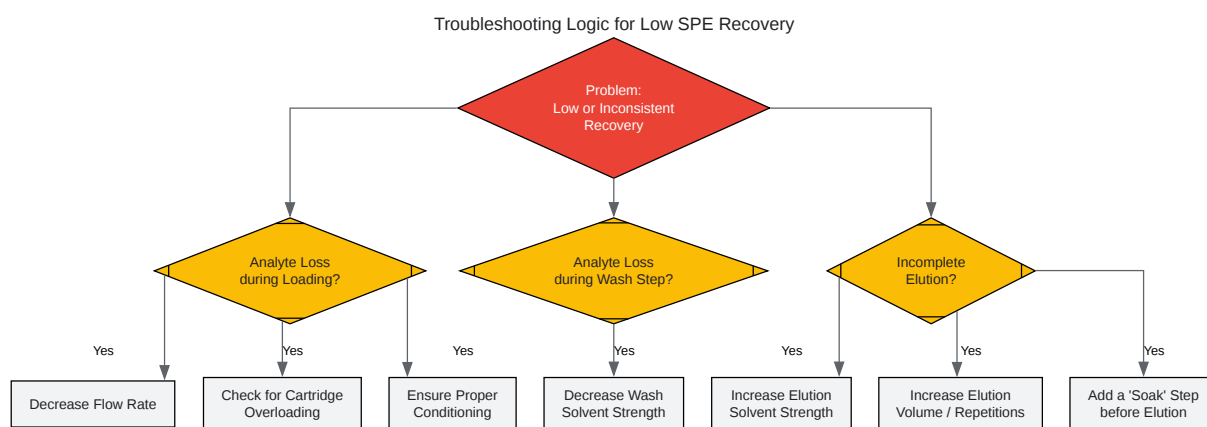 Troubleshooting Logic for Low SPE Recovery
Problem:
Low or Inconsistent
Recovery
Analyte Loss
during Loading?
Analyte Loss
during Wash Step?
Incomplete
Elution?
Yes
Yes
Yes
Yes
Yes
Yes
Yes
Decrease Flow Rate
Check for Cartridge
Overloading
Ensure Proper
Conditioning
Decrease Wash
Solvent Strength
Increase Elution
Solvent Strength
Increase Elution
Volume / Repetitions
Add a 'Soak' Step
before Elution